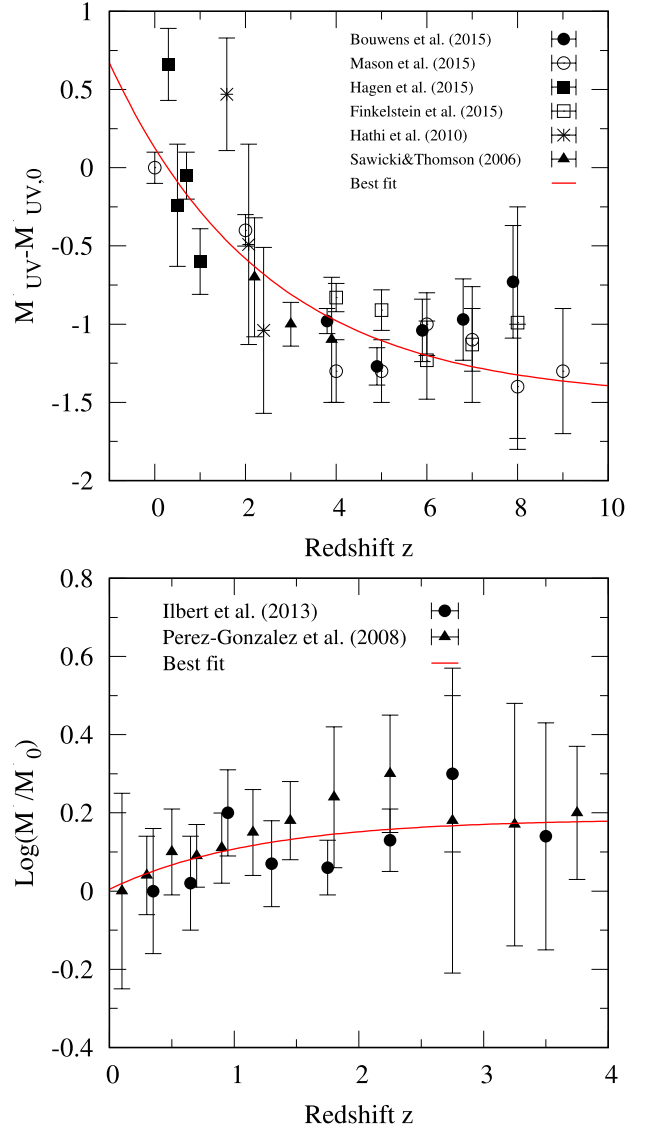 1
0.5
0
-0.5
-1
-1.5
-2
M*UV-M*UV,0
Bouwens et al. (2015)
Mason et al. (2015)
Hagen et al. (2015)
Finkelstein et al. (2015)
Hathi et al. (2010)
Sawicki&Thomson (2006)
Best fit
0 2 4 6 8 10
Redshift z
0.8
0.6
0.4
0.2
0
-0.2
-0.4
Log(M*/M*0)
Ilbert et al. (2013)
Perez-Gonzalez et al. (2008)
Best fit
0 1 2 3 4
Redshift z